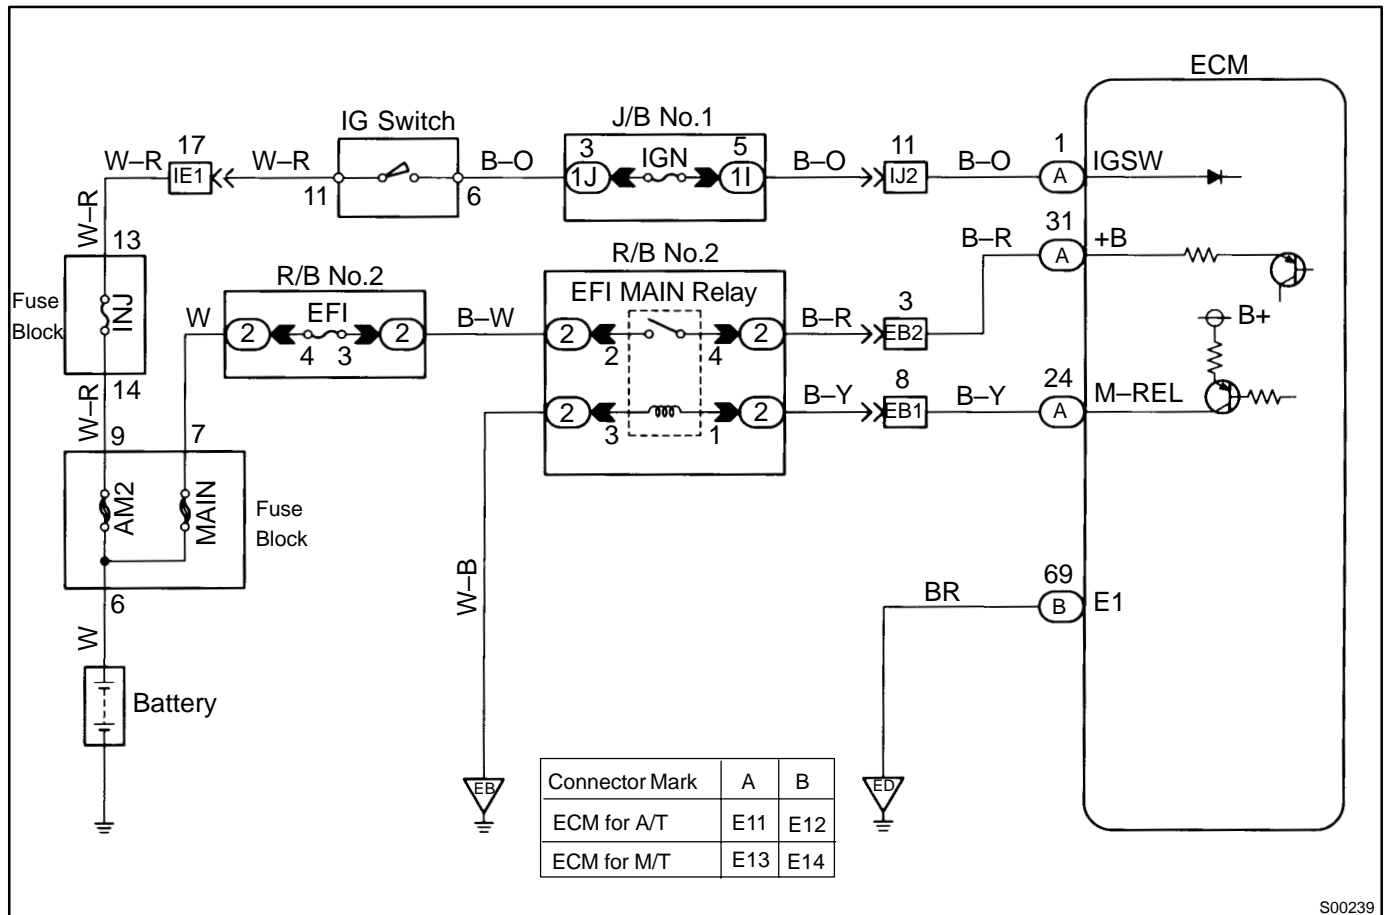 ECM
IG Switch
J/B No.1
17
W–R
IE1
W–R
11
6
B–O
3
1J
IGN
5
1I
B–O
11
IJ2
B–O
1
A
IGSW
W–R
13
31
B–R
A
+B
R/B No.2
R/B No.2
Fuse
Block
INJ
W
EFI
2
4
3
2
B–W
EFI MAIN Relay
2
2
4
2
B–R
3
EB2
B+
14
W–R
2
3
1
2
B–Y
8
EB1
B–Y
24
A
M–REL
9
7
AM2
MAIN
Fuse
Block
6
W
W–B
69
BR
B
E1
Battery
EB
ED
Connector Mark A B
ECM for A/T E11 E12
ECM for M/T E13 E14
S00239